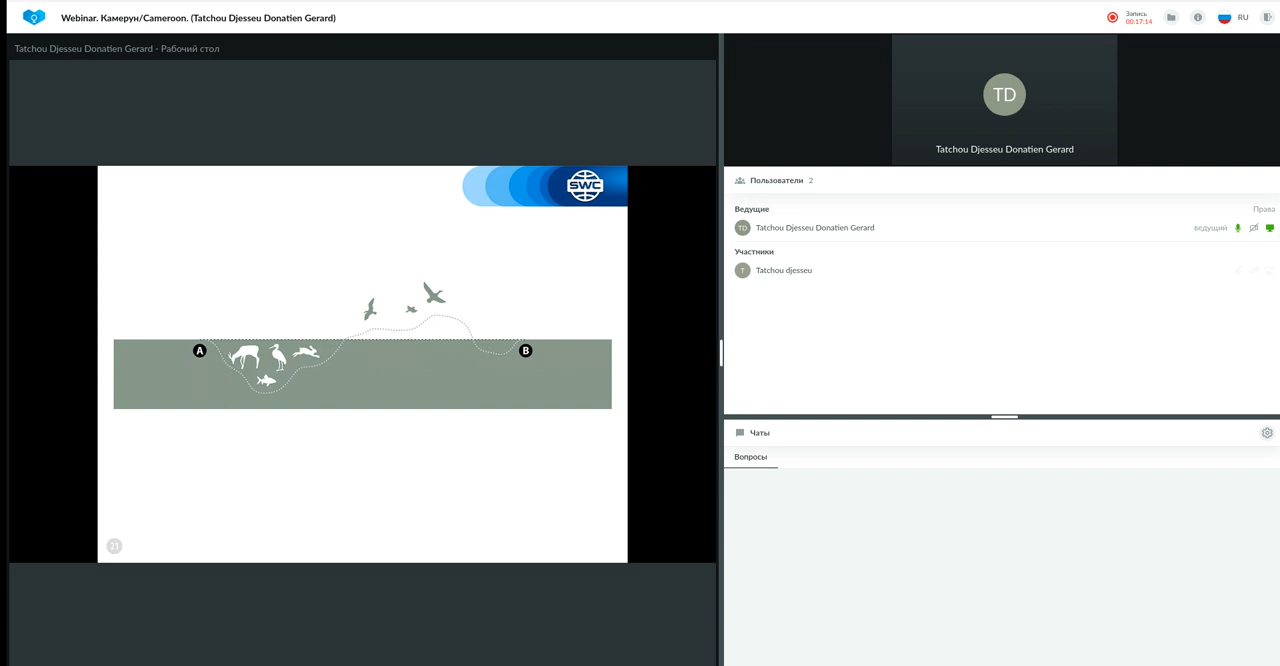 Webinar. Камерун/Cameroon. (Tatchou Djesseu Donatien Gerard)
Запись
00:17:14
RU
Tatchou Djesseu Donatien Gerard - Рабочий стол
TD
Tatchou Djesseu Donatien Gerard
Пользователи 2
Ведущие
Права
TD
Tatchou Djesseu Donatien Gerard
ведущий
Участники
T
Tatchou djesseu
SWC
A
B
21
Чаты
Вопросы